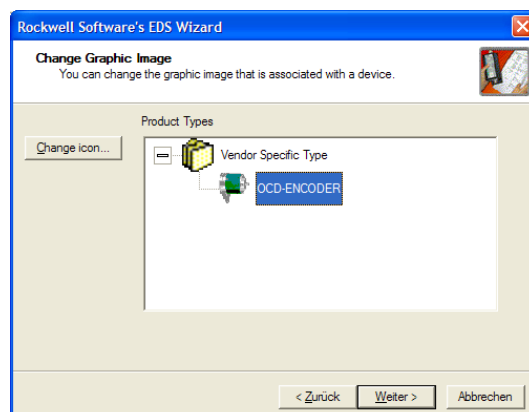 Rockwell Software's EDS Wizard
Change Graphic Image
You can change the graphic image that is associated with a device.
Product Types
Change icon...
Vendor Specific Type
OCD-ENCODER
< Zurück
Weiter >
Abbrechen